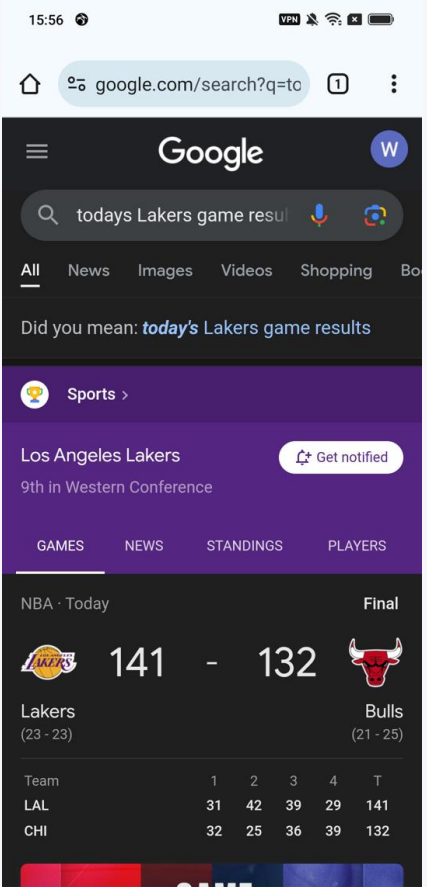 15:56 VPN
google.com/search?q=to 1
Google W
todays Lakers game resul
All News Images Videos Shopping Bo
Did you mean: today's Lakers game results
Sports >
Los Angeles Lakers
Get notified
9th in Western Conference
GAMES NEWS STANDINGS PLAYERS
NBA · Today Final
LAKERS 141 - 132
Lakers Bulls
(23 - 23) (21 - 25)
Team 1 2 3 4 T
LAL 31 42 39 29 141
CHI 32 25 36 39 132